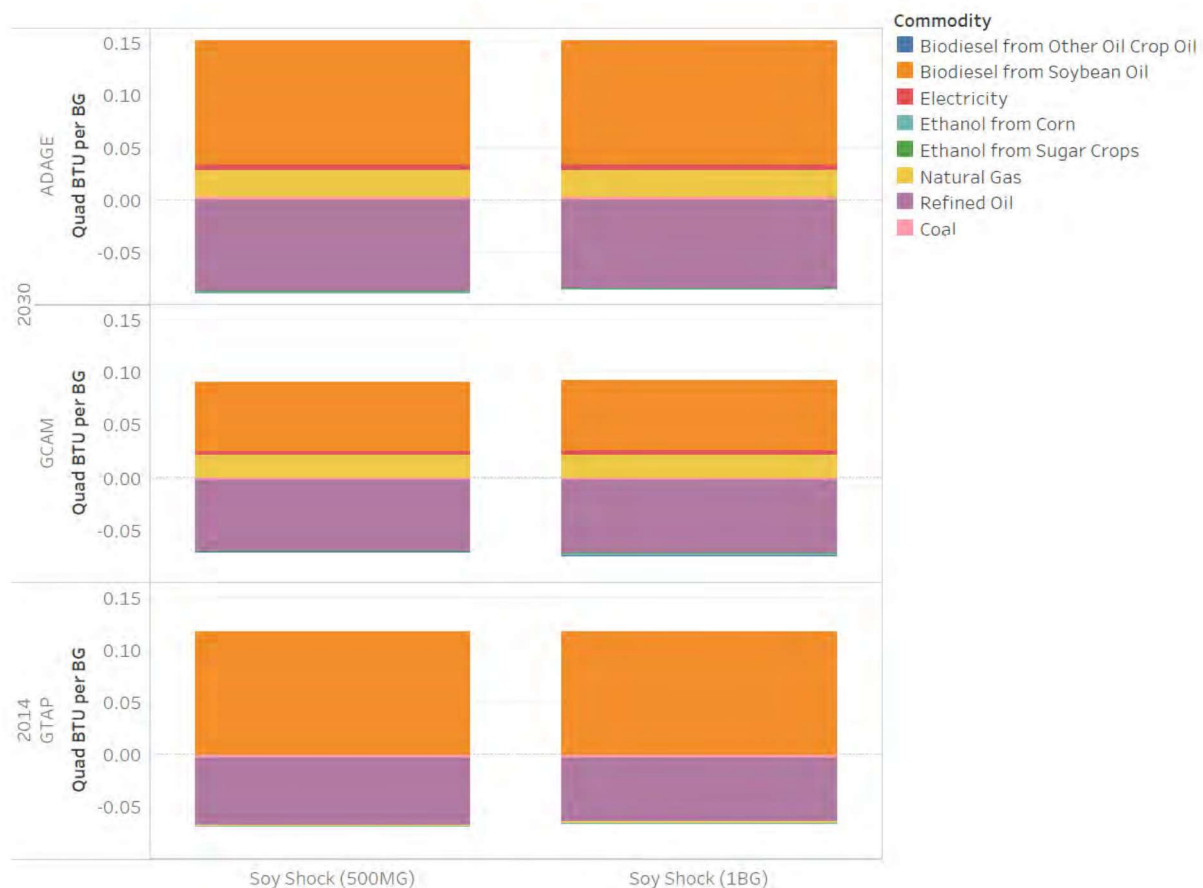 Commodity
Biodiesel from Other Oil Crop Oil
Biodiesel from Soybean Oil
Electricity
Ethanol from Corn
Ethanol from Sugar Crops
Natural Gas
Refined Oil
Coal
2030
ADAGE
Quad BTU per BG
0.15
0.10
0.05
0.00
-0.05
GCAM
Quad BTU per BG
0.15
0.10
0.05
0.00
-0.05
2014
GTAP
Quad BTU per BG
0.15
0.10
0.05
0.00
-0.05
Soy Shock (500MG)
Soy Shock (1BG)